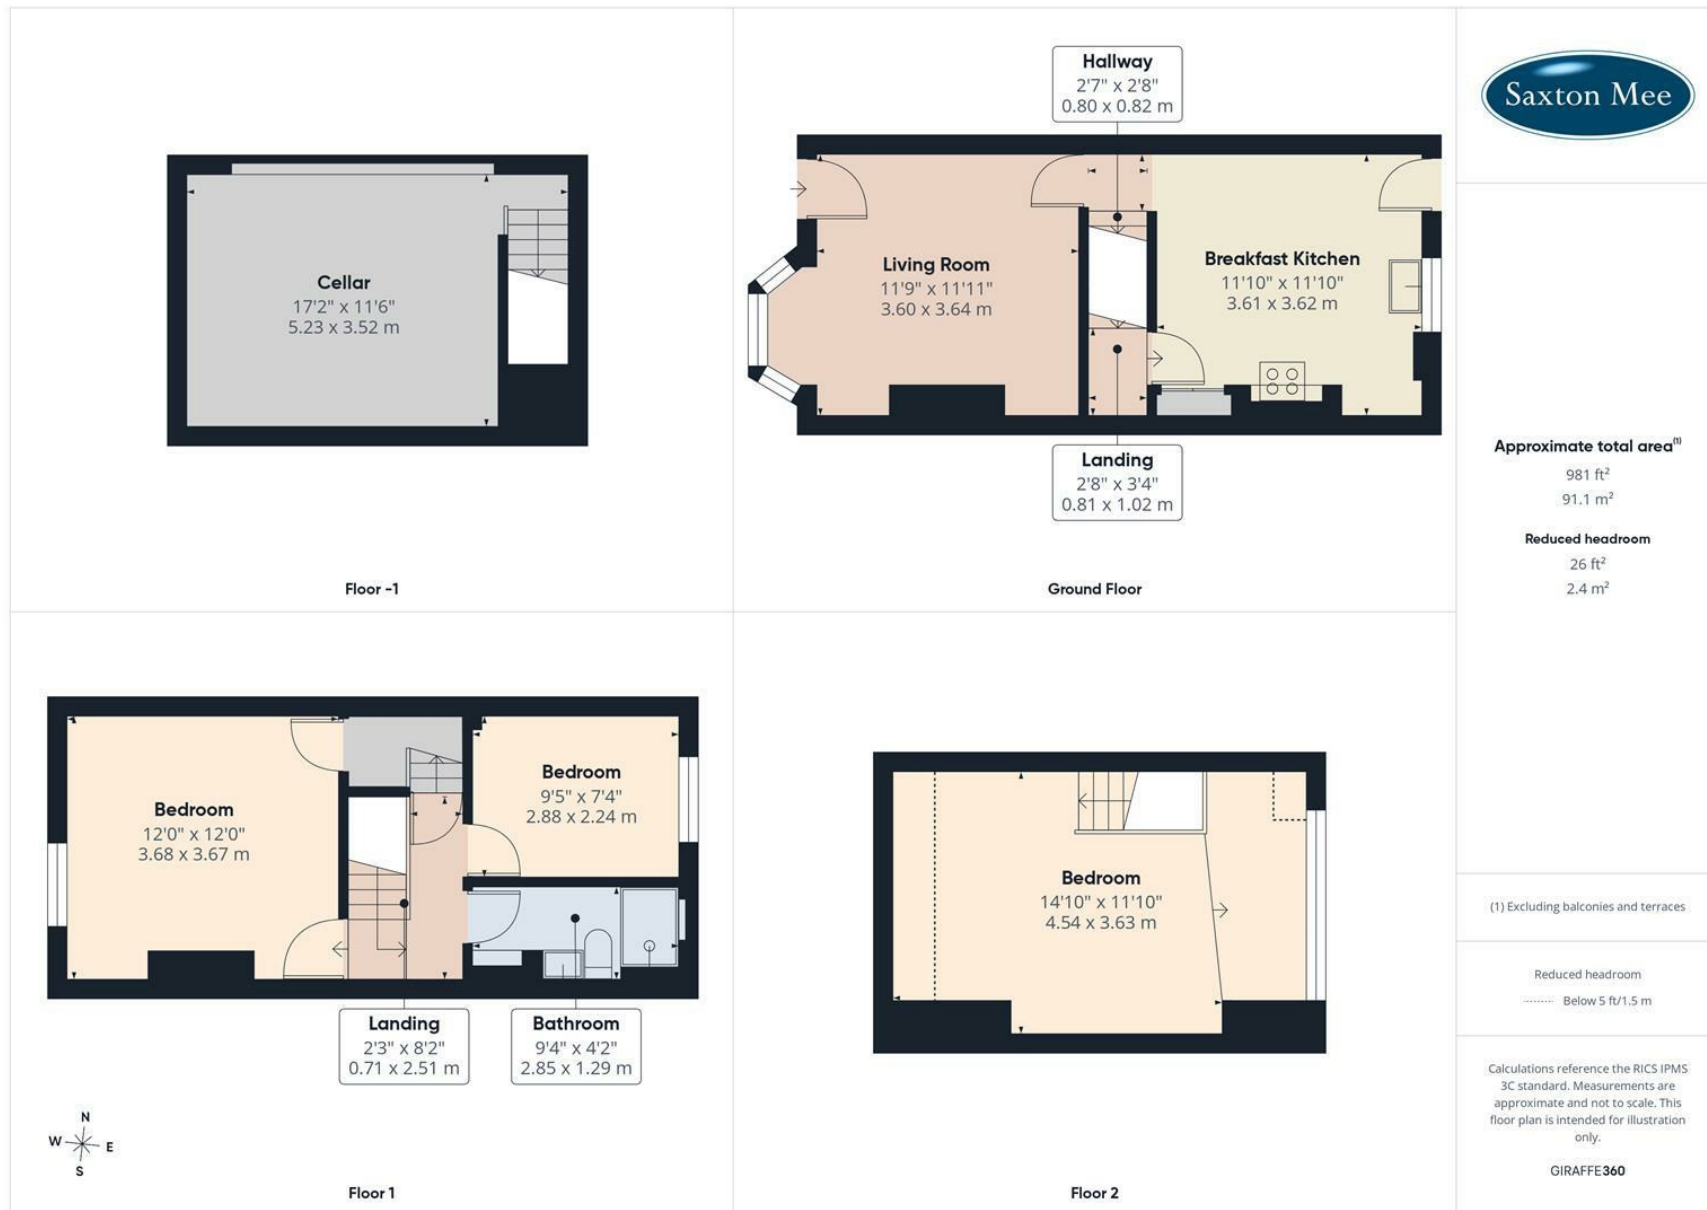 Cellar
17'2" x 11'6"
5.23 x 3.52 m
Floor -1
Hallway
2'7" x 2'8"
0.80 x 0.82 m
Living Room
11'9" x 11'11"
3.60 x 3.64 m
Breakfast Kitchen
11'10" x 11'10"
3.61 x 3.62 m
Landing
2'8" x 3'4"
0.81 x 1.02 m
Ground Floor
Bedroom
12'0" x 12'0"
3.68 x 3.67 m
Bedroom
9'5" x 7'4"
2.88 x 2.24 m
Landing
2'3" x 8'2"
0.71 x 2.51 m
Bathroom
9'4" x 4'2"
2.85 x 1.29 m
N
W E
S
Floor 1
Bedroom
14'10" x 11'10"
4.54 x 3.63 m
Floor 2
Saxton Mee
Approximate total area(1)
981 ft²
91.1 m²
Reduced headroom
26 ft²
2.4 m²
(1) Excluding balconies and terraces
Reduced headroom
Below 5 ft/1.5 m
Calculations reference the RICS IPMS
3C standard. Measurements are
approximate and not to scale. This
floor plan is intended for illustration
only.
GIRAFFE360